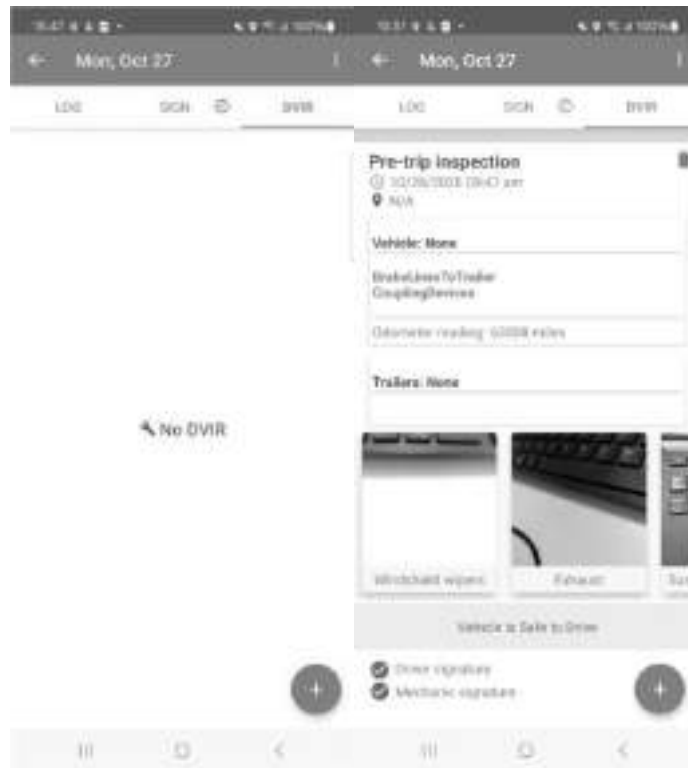 Mon, Oct 27
LOG SIGN DVIR
No DVIR
Mon, Oct 27
LOG SIGN DVIR
Pre-trip inspection
N/A
Vehicle: None
BrakeLinesToTrailer
CouplingDevices
Odometer reading: miles
Trailers: None
Windshield wipers
Exhaust
Vehicle is Safe to Drive
Driver signature
Mechanic signature